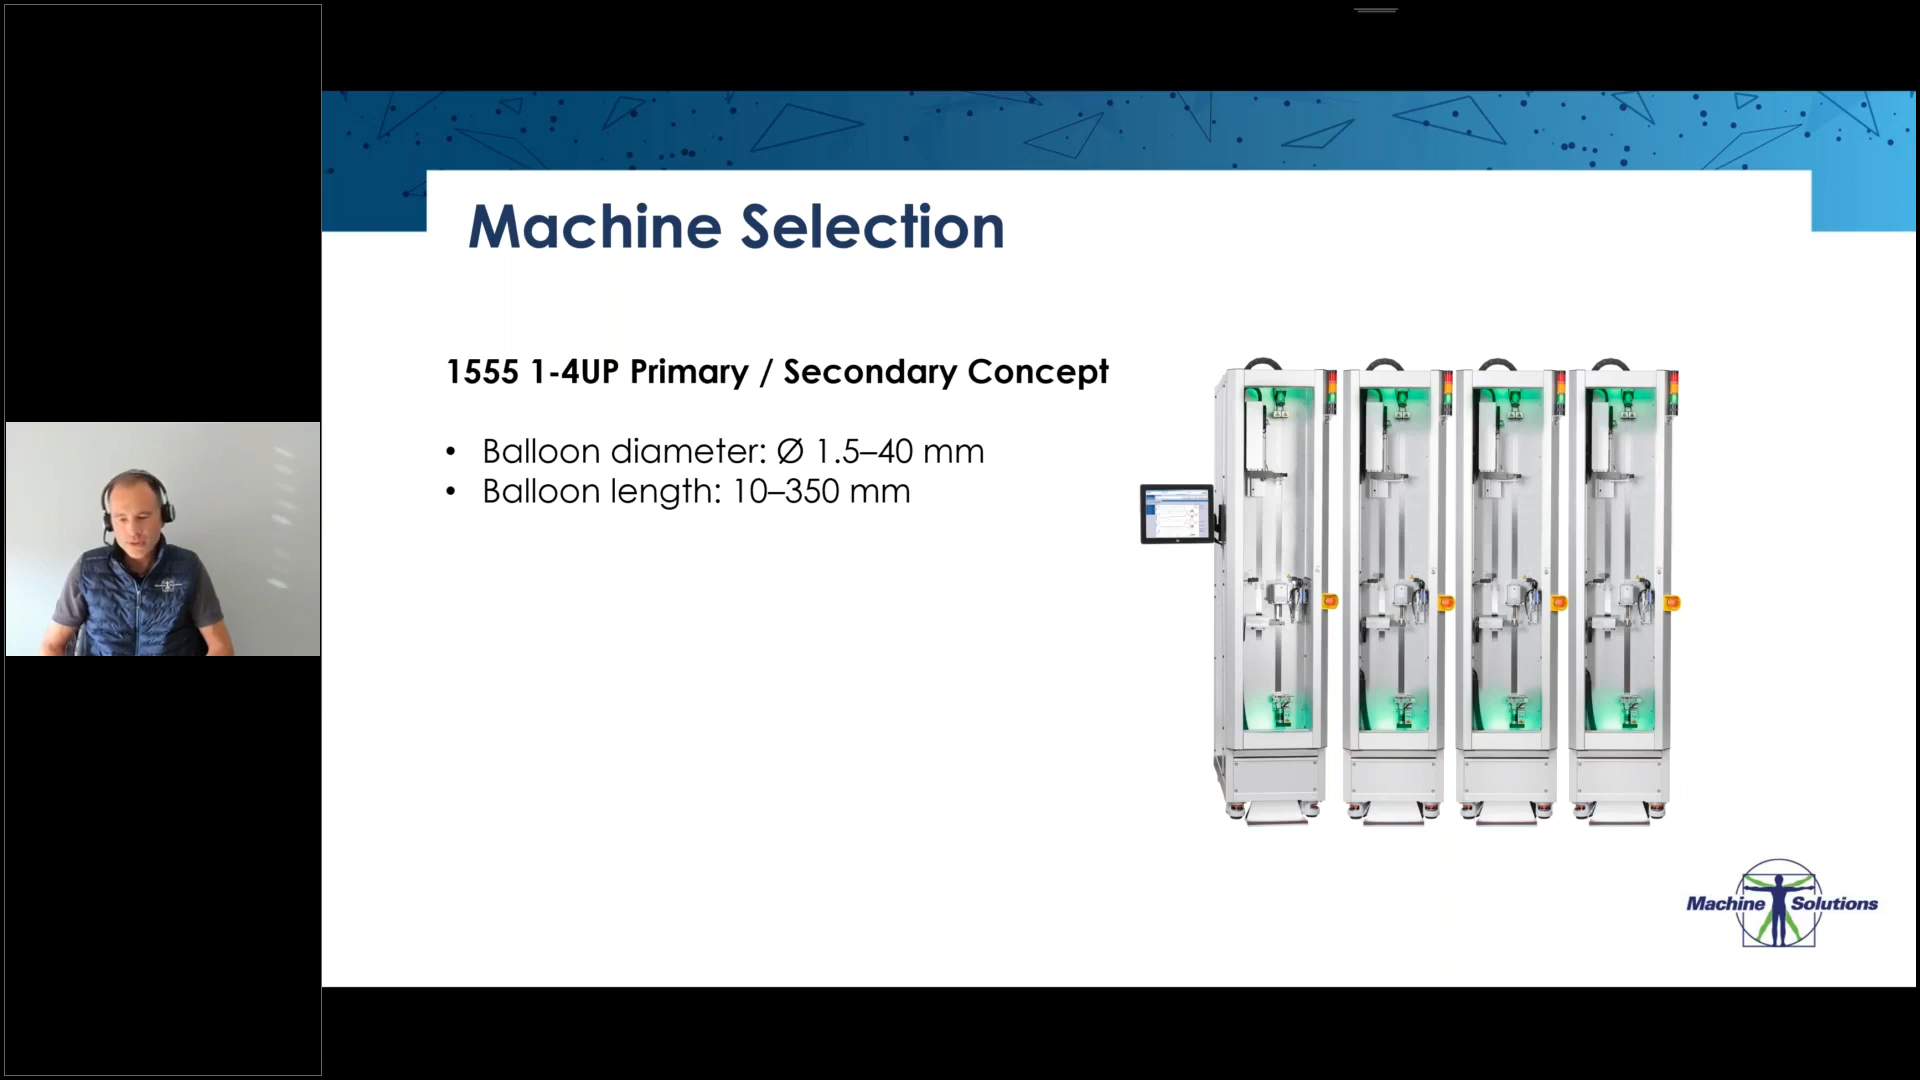 Machine Selection
1555 1-4UP Primary / Secondary Concept
• Balloon diameter: Ø 1.5–40 mm
• Balloon length: 10–350 mm
Machine Solutions